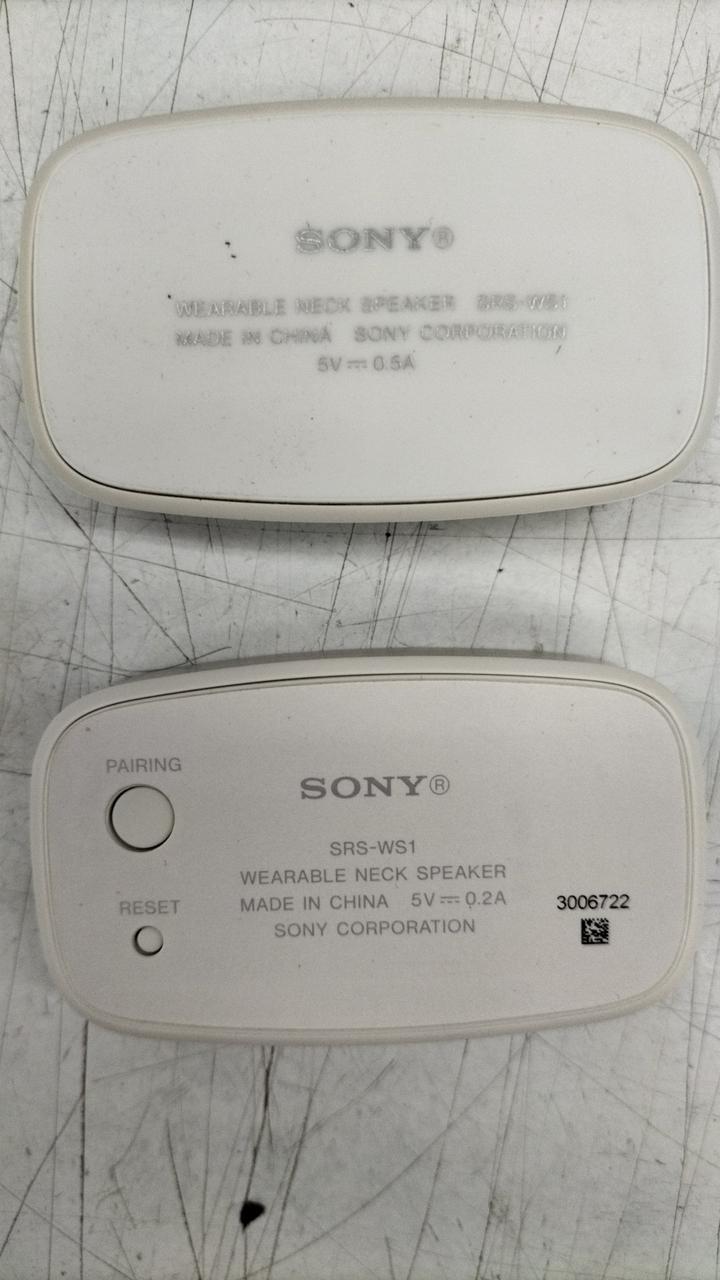 SONY®
WEARABLE NECK SPEAKER SRS-WS1
MADE IN CHINA SONY CORPORATION
5V⎓0.5A
PAIRING
SONY®
SRS-WS1
WEARABLE NECK SPEAKER
MADE IN CHINA 5V⎓0.2A
SONY CORPORATION
RESET
3006722